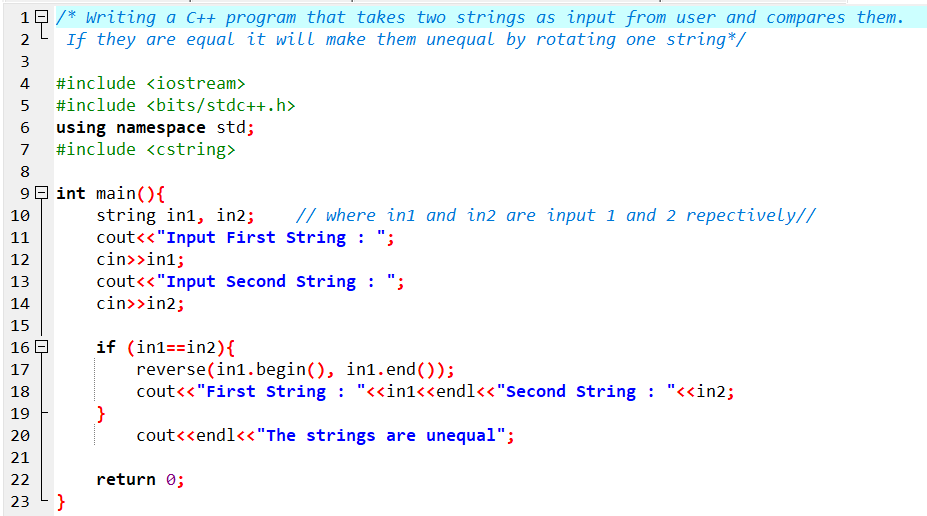 1 /* Writing a C++ program that takes two strings as input from user and compares them.
2 If they are equal it will make them unequal by rotating one string*/
3
4 #include <iostream>
5 #include <bits/stdc++.h>
6 using namespace std;
7 #include <cstring>
8
9 int main(){
10 string in1, in2; // where in1 and in2 are input 1 and 2 repectively//
11 cout<<"Input First String : ";
12 cin>>in1;
13 cout<<"Input Second String : ";
14 cin>>in2;
15
16 if (in1==in2){
17 reverse(in1.begin(), in1.end());
18 cout<<"First String : "<<in1<<endl<<"Second String : "<<in2;
19 }
20 cout<<endl<<"The strings are unequal";
21
22 return 0;
23 }